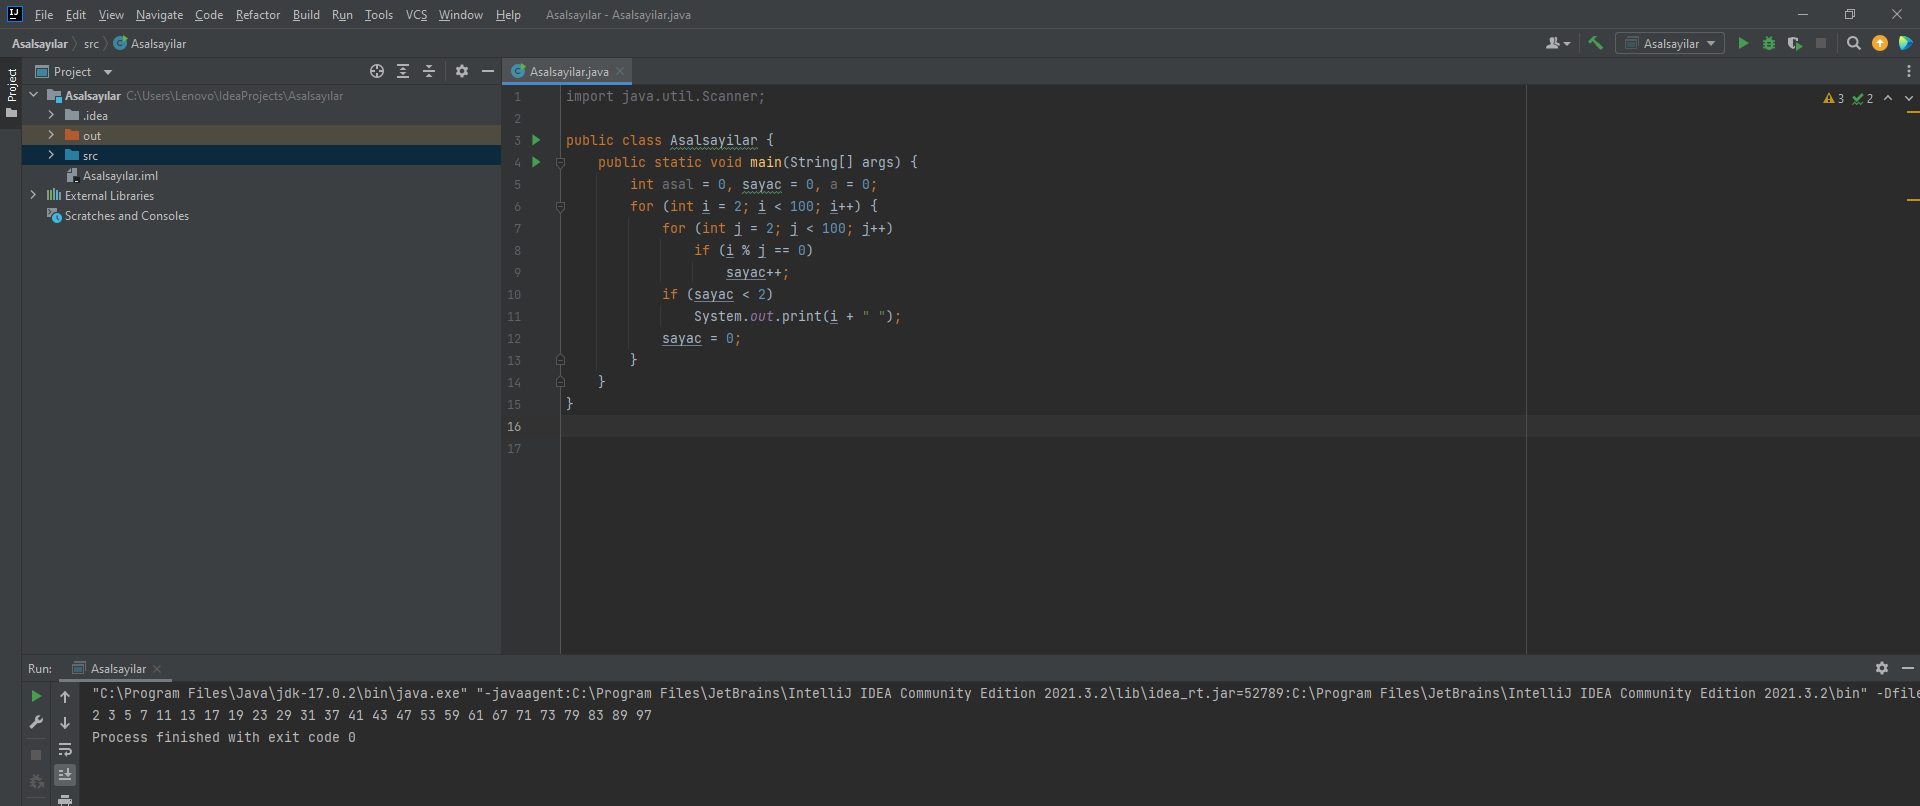 File Edit View Navigate Code Refactor Build Run Tools VCS Window Help Asalsayılar - Asalsayilar.java
Asalsayılar src Asalsayilar
Asalsayilar
Project
Project
Asalsayılar C:\Users\Lenovo\IdeaProjects\Asalsayılar
.idea
out
src
Asalsayılar.iml
External Libraries
Scratches and Consoles
Asalsayilar.java
3 2
1 import java.util.Scanner;
2
3 public class Asalsayilar {
4 public static void main(String[] args) {
5 int asal = 0, sayac = 0, a = 0;
6 for (int i = 2; i < 100; i++) {
7 for (int j = 2; j < 100; j++)
8 if (i % j == 0)
9 sayac++;
10 if (sayac < 2)
11 System.out.print(i + " ");
12 sayac = 0;
13 }
14 }
15 }
16
17
Run: Asalsayilar
"C:\Program Files\Java\jdk-17.0.2\bin\java.exe" "-javaagent:C:\Program Files\JetBrains\IntelliJ IDEA Community Edition 2021.3.2\lib\idea_rt.jar=52789:C:\Program Files\JetBrains\IntelliJ IDEA Community Edition 2021.3.2\bin" -Dfile
2 3 5 7 11 13 17 19 23 29 31 37 41 43 47 53 59 61 67 71 73 79 83 89 97
Process finished with exit code 0